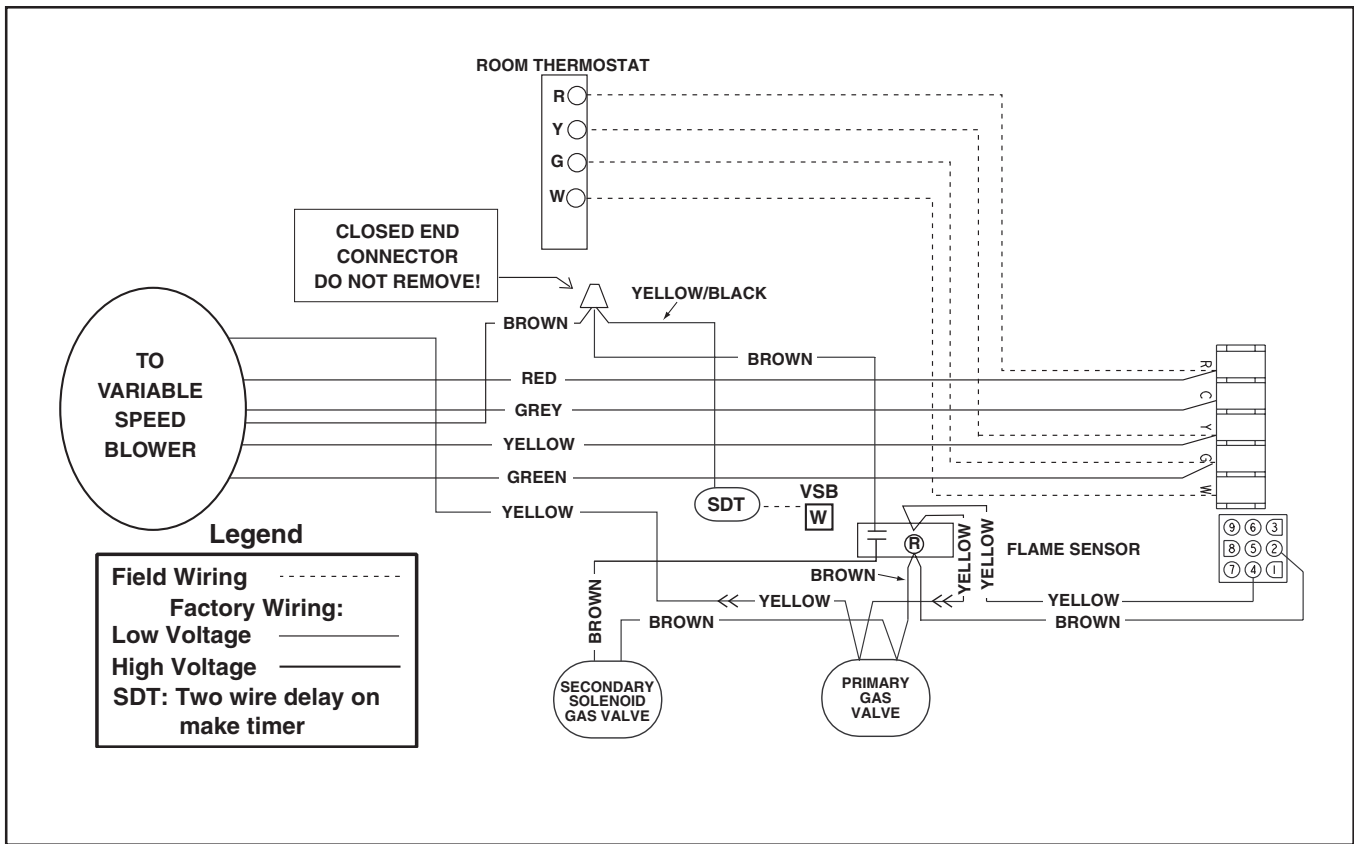 ROOM THERMOSTAT
R
Y
G
W
CLOSED END
CONNECTOR
DO NOT REMOVE!
YELLOW/BLACK
BROWN
BROWN
TO
VARIABLE
SPEED
BLOWER
RED
GREY
YELLOW
GREEN
YELLOW
R
C
Y
G
W
SDT
VSB
W
R
YELLOW
YELLOW
FLAME SENSOR
9 6 3
8 5 2
7 4 1
BROWN
YELLOW
YELLOW
BROWN
BROWN
BROWN
SECONDARY
SOLENOID
GAS VALVE
PRIMARY
GAS
VALVE
Legend
Field Wiring
Factory Wiring:
Low Voltage
High Voltage
SDT: Two wire delay on
make timer